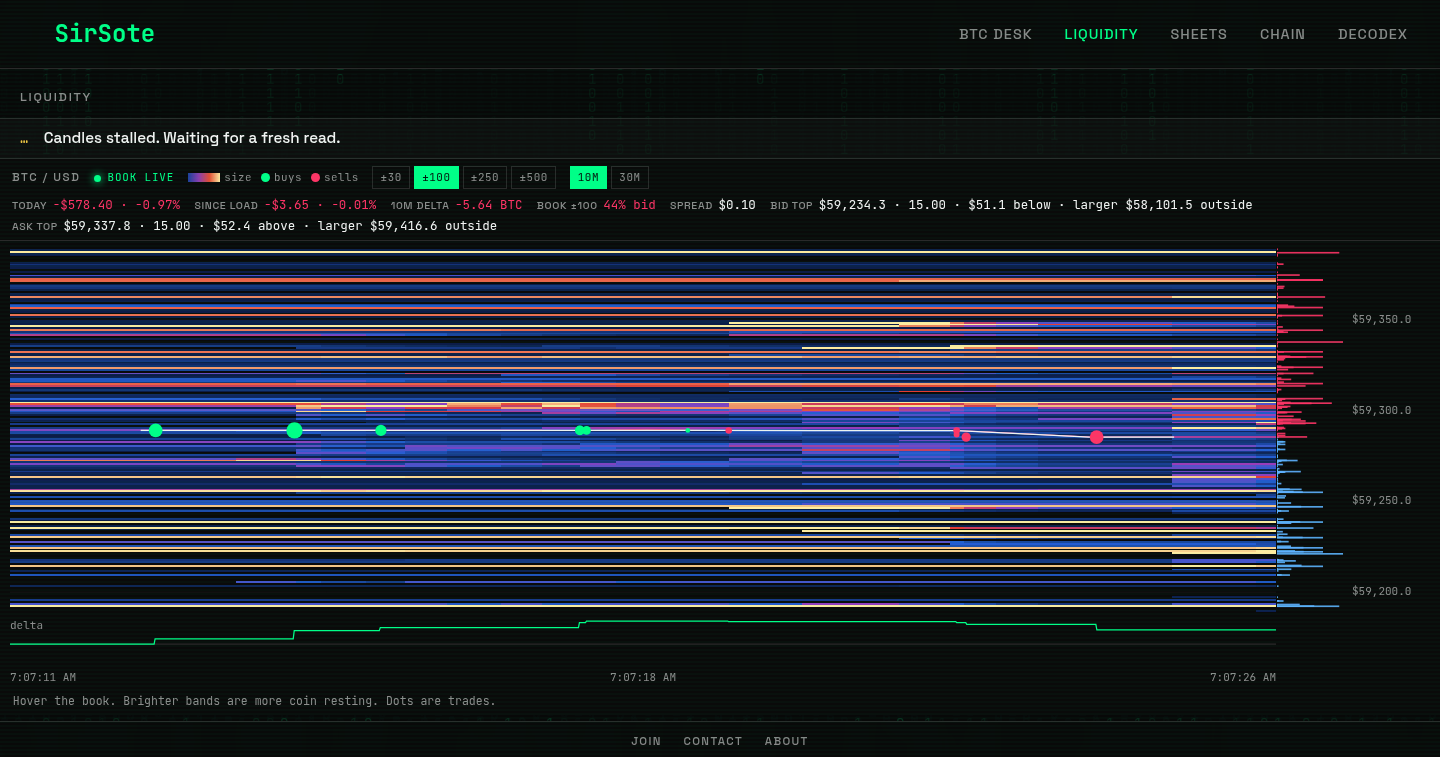 SirSote
BTC DESK LIQUIDITY SHEETS CHAIN DECODEX
LIQUIDITY
… Candles stalled. Waiting for a fresh read.
BTC / USD BOOK LIVE size buys sells ±30 ±100 ±250 ±500 10M 30M
TODAY -$578.40 · -0.97% SINCE LOAD -$3.65 · -0.01% 10M DELTA -5.64 BTC BOOK ±100 44% bid SPREAD $0.10 BID TOP $59,234.3 · 15.00 · $51.1 below · larger $58,101.5 outside
ASK TOP $59,337.8 · 15.00 · $52.4 above · larger $59,416.6 outside
$59,350.0
$59,300.0
$59,250.0
$59,200.0
delta
7:07:11 AM 7:07:18 AM 7:07:26 AM
Hover the book. Brighter bands are more coin resting. Dots are trades.
JOIN CONTACT ABOUT